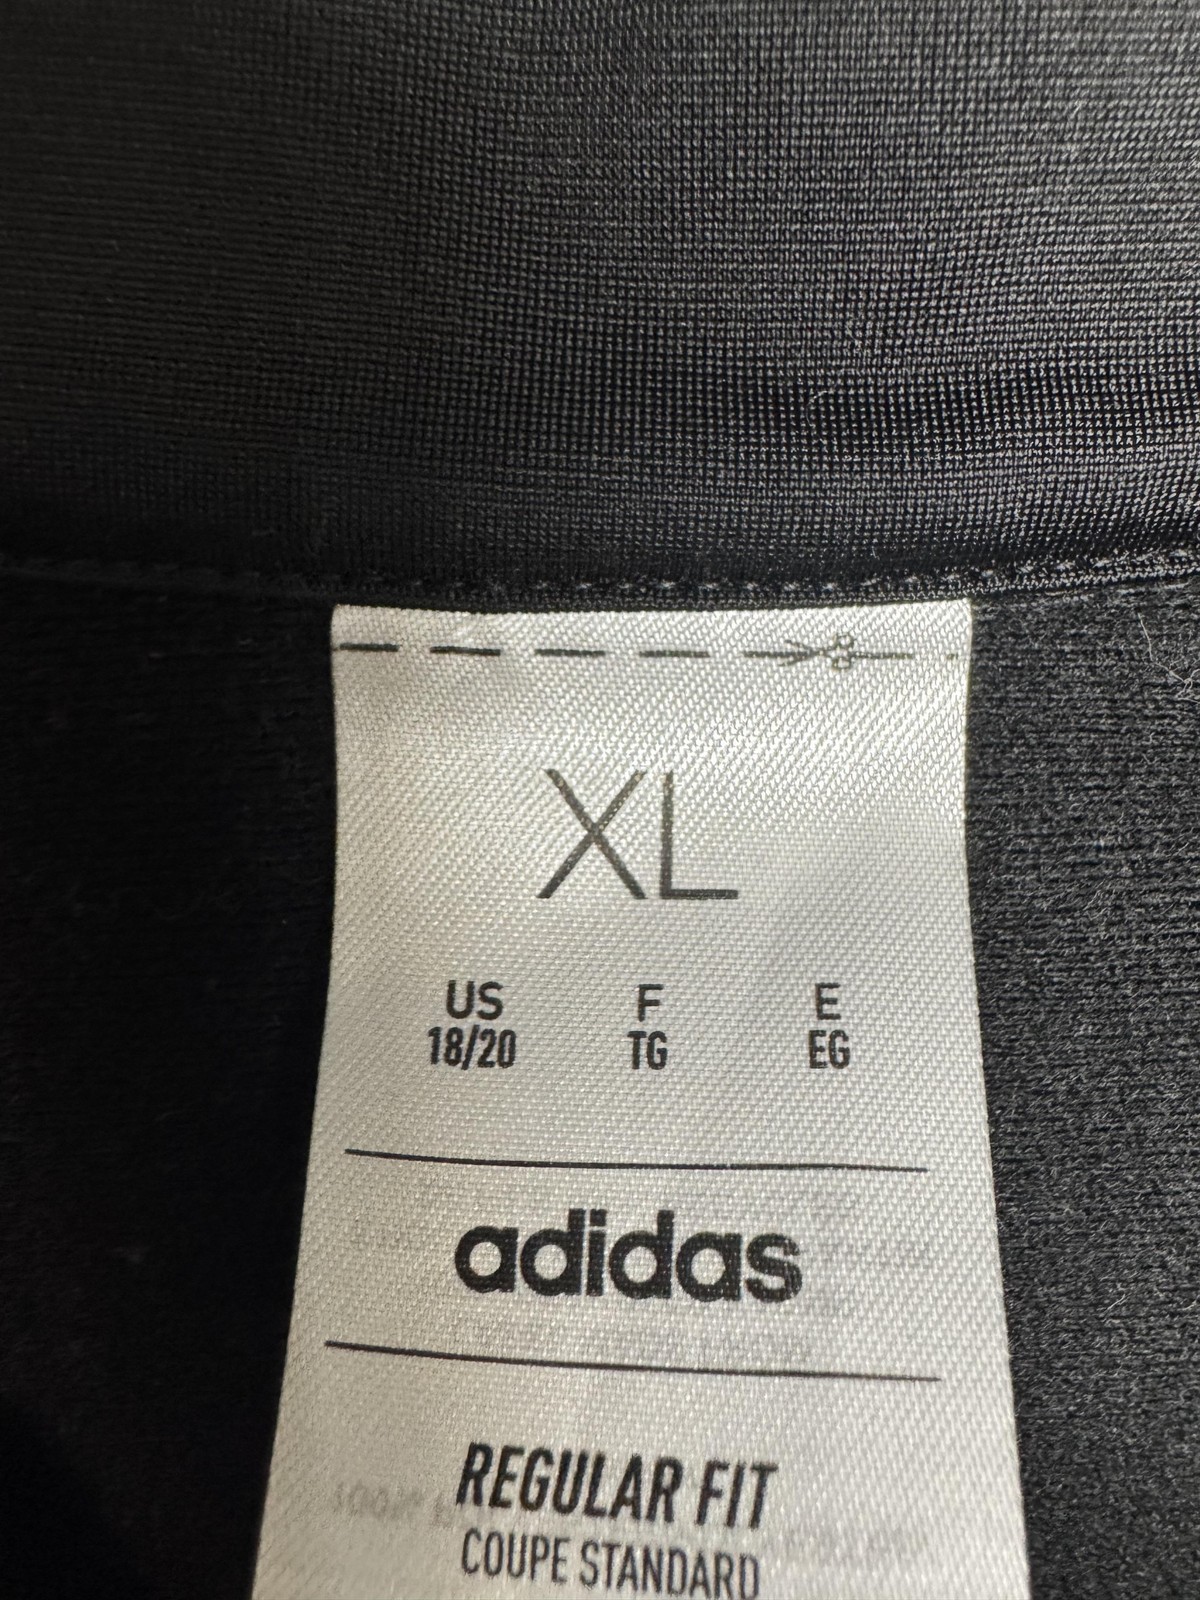 XL
US F E
18/20 TG EG
adidas
REGULAR FIT
COUPE STANDARD